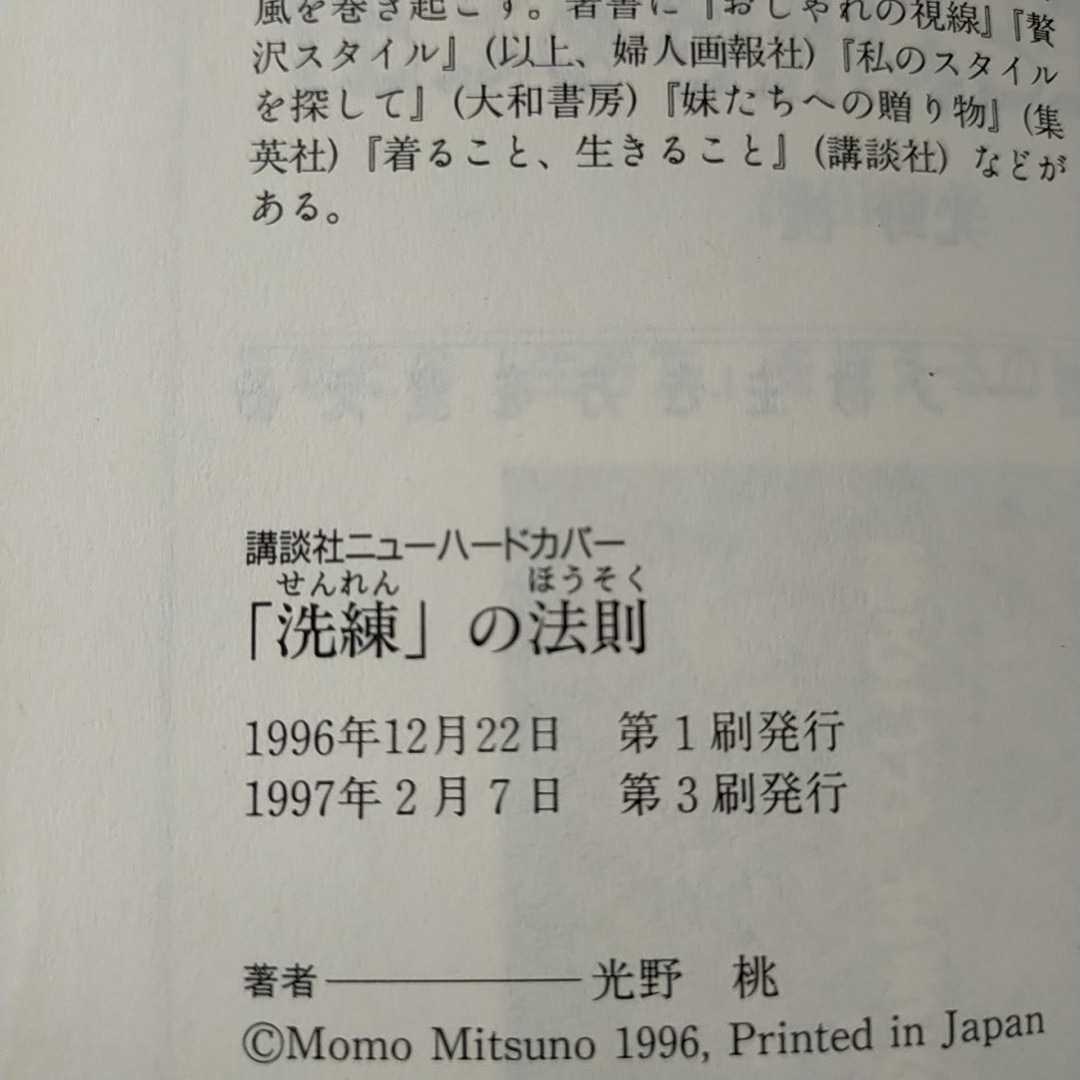 風を巻き起こす。著書に『おしゃれの視線』『贅
沢スタイル』(以上、婦人画報社)『私のスタイル
を探して』(大和書房)『妹たちへの贈り物』(集
英社)『着ること、生きること』(講談社) などが
ある。
講談社ニューハードカバー
せんれん ほうそく
「洗練」の法則
1996年12月22日 第1刷発行
1997年2月7日 第3刷発行
著者――――光野 桃
©Momo Mitsuno 1996, Printed in Japan